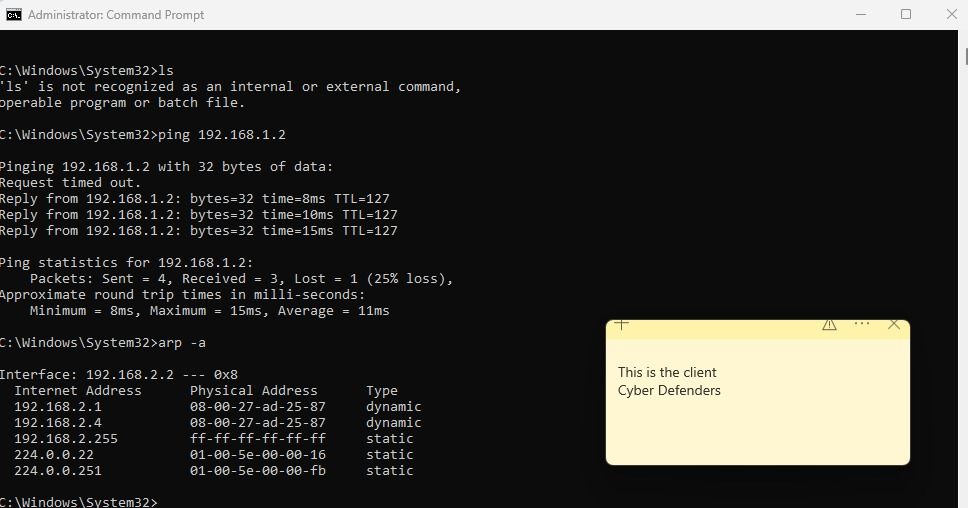 Administrator: Command Prompt
C:\Windows\System32>ls
'ls' is not recognized as an internal or external command,
operable program or batch file.
C:\Windows\System32>ping 192.168.1.2
Pinging 192.168.1.2 with 32 bytes of data:
Request timed out.
Reply from 192.168.1.2: bytes=32 time=8ms TTL=127
Reply from 192.168.1.2: bytes=32 time=10ms TTL=127
Reply from 192.168.1.2: bytes=32 time=15ms TTL=127
Ping statistics for 192.168.1.2:
    Packets: Sent = 4, Received = 3, Lost = 1 (25% loss),
Approximate round trip times in milli-seconds:
    Minimum = 8ms, Maximum = 15ms, Average = 11ms
C:\Windows\System32>arp -a
Interface: 192.168.2.2 --- 0x8
  Internet Address      Physical Address      Type
  192.168.2.1           08-00-27-ad-25-87     dynamic
  192.168.2.4           08-00-27-ad-25-87     dynamic
  192.168.2.255         ff-ff-ff-ff-ff-ff     static
  224.0.0.22            01-00-5e-00-00-16     static
  224.0.0.251           01-00-5e-00-00-fb     static
C:\Windows\System32>
This is the client
Cyber Defenders